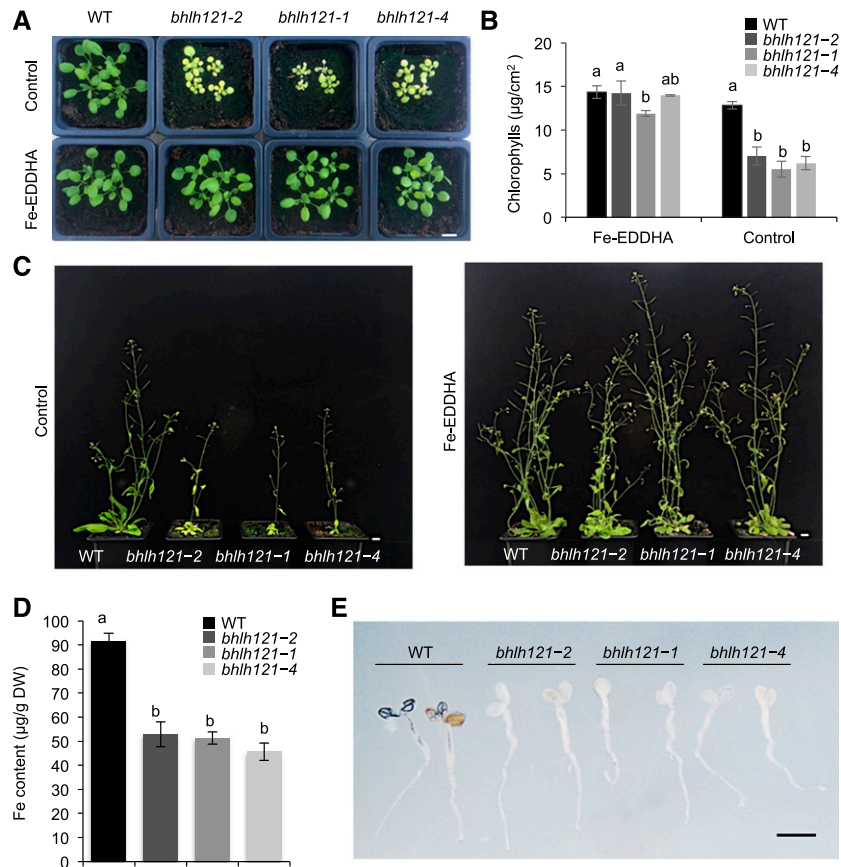 A
WT bhlh121-2 bhlh121-1 bhlh121-4
Control
Fe-EDDHA
B
WT
bhlh121-2
bhlh121-1
bhlh121-4
Chlorophylls (µg/cm²)
20
15
10
5
0
a a b ab
a b b b
Fe-EDDHA Control
C
Control
WT bhlh121-2 bhlh121-1 bhlh121-4
Fe-EDDHA
WT bhlh121-2 bhlh121-1 bhlh121-4
D
WT
bhlh121-2
bhlh121-1
bhlh121-4
Fe content (µg/g DW)
100
90
80
70
60
50
40
30
20
10
0
a b b b
E
WT bhlh121-2 bhlh121-1 bhlh121-4